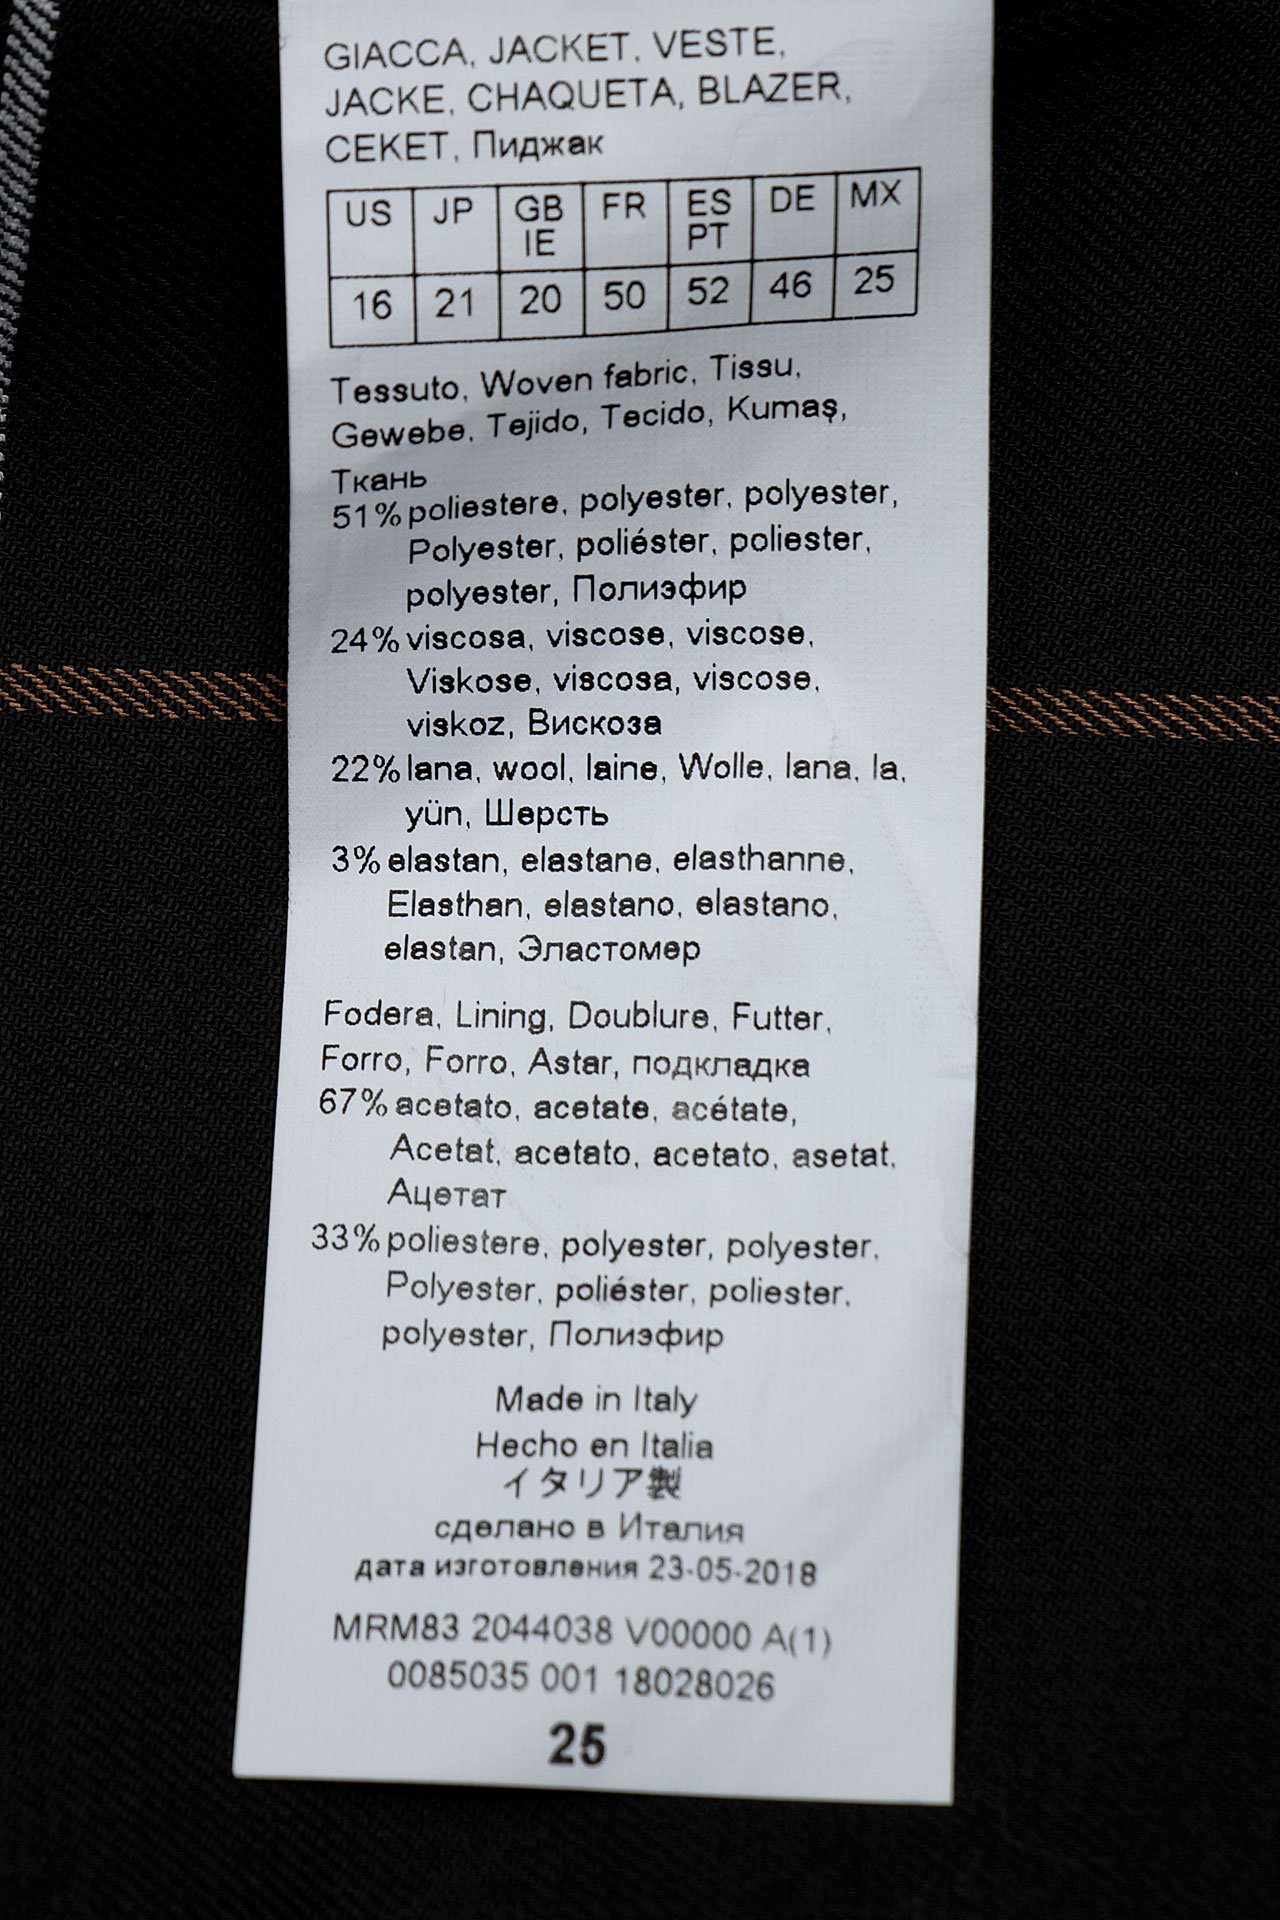 GIACCA, JACKET, VESTE,
JACKE, CHAQUETA, BLAZER,
CEKET, Пиджак
US JP GB IE FR ES PT DE MX
16 21 20 50 52 46 25
Tessuto, Woven fabric, Tissu,
Gewebe, Tejido, Tecido, Kumaş,
Ткань
51% poliestere, polyester, polyester,
Polyester, poliéster, poliester,
polyester, Полиэфир
24% viscosa, viscose, viscose,
Viskose, viscosa, viscose,
viskoz, Вискоза
22% lana, wool, laine, Wolle, lana, la,
yün, Шерсть
3% elastan, elastane, elasthanne,
Elasthan, elastano, elastano,
elastan, Эластомер
Fodera, Lining, Doublure, Futter,
Forro, Forro, Astar, подкладка
67% acetato, acetate, acétate,
Acetat, acetato, acetato, asetat,
Ацетат
33% poliestere, polyester, polyester,
Polyester, poliéster, poliester,
polyester, Полиэфир
Made in Italy
Hecho en Italia
イタリア製
сделано в Италия
дата изготовления 23-05-2018
MRM83 2044038 V00000 A(1)
0085035 001 18028026
25